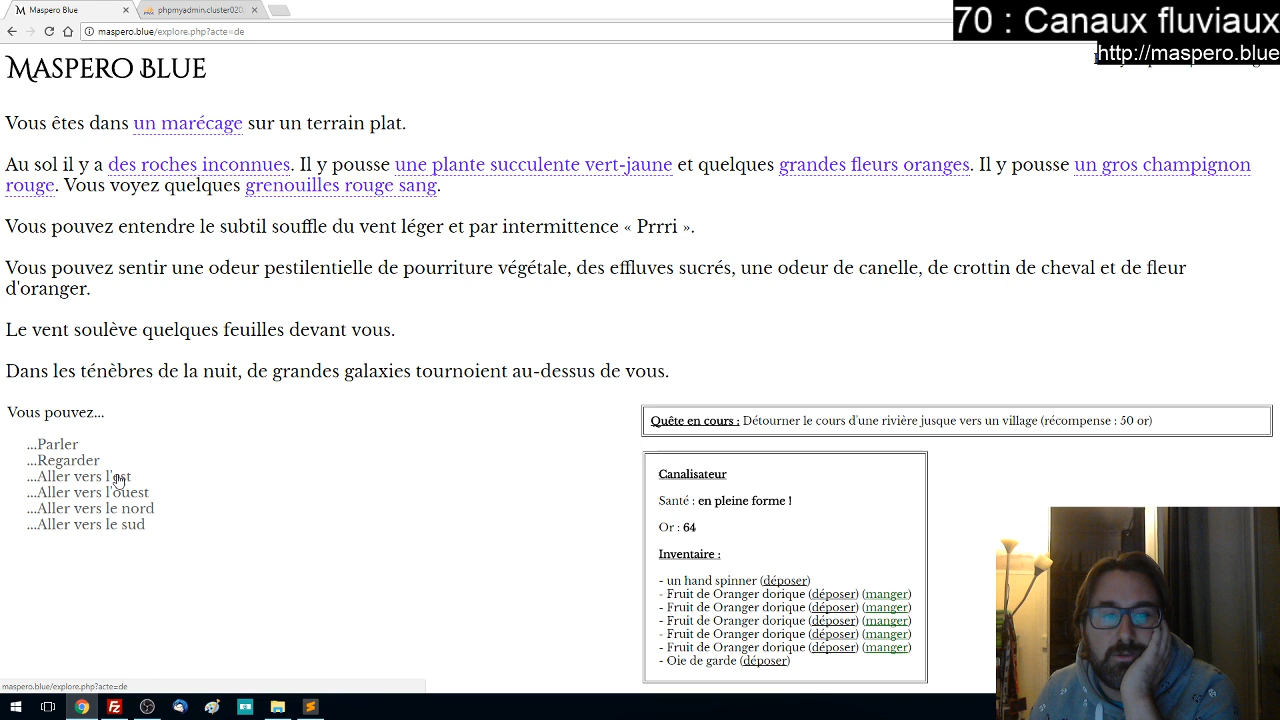 Maspero Blue
phpmyadmin.cluster020.
maspero.blue/explore.php?acte=de
70 : Canaux fluviaux
http://maspero.blue
Maspero Blue
Vous êtes dans un marécage sur un terrain plat.
Au sol il y a des roches inconnues. Il y pousse une plante succulente vert-jaune et quelques grandes fleurs oranges. Il y pousse un gros champignon
rouge. Vous voyez quelques grenouilles rouge sang.
Vous pouvez entendre le subtil souffle du vent léger et par intermittence « Prrri ».
Vous pouvez sentir une odeur pestilentielle de pourriture végétale, des effluves sucrés, une odeur de canelle, de crottin de cheval et de fleur
d'oranger.
Le vent soulève quelques feuilles devant vous.
Dans les ténèbres de la nuit, de grandes galaxies tournoient au-dessus de vous.
Vous pouvez...
...Parler
...Regarder
...Aller vers l'est
...Aller vers l'ouest
...Aller vers le nord
...Aller vers le sud
Quête en cours : Détourner le cours d'une rivière jusque vers un village (récompense : 50 or)
Canalisateur
Santé : en pleine forme !
Or : 64
Inventaire :
- un hand spinner (déposer)
- Fruit de Oranger dorique (déposer) (manger)
- Fruit de Oranger dorique (déposer) (manger)
- Fruit de Oranger dorique (déposer) (manger)
- Fruit de Oranger dorique (déposer) (manger)
- Fruit de Oranger dorique (déposer) (manger)
- Oie de garde (déposer)
maspero.blue/explore.php?acte=de